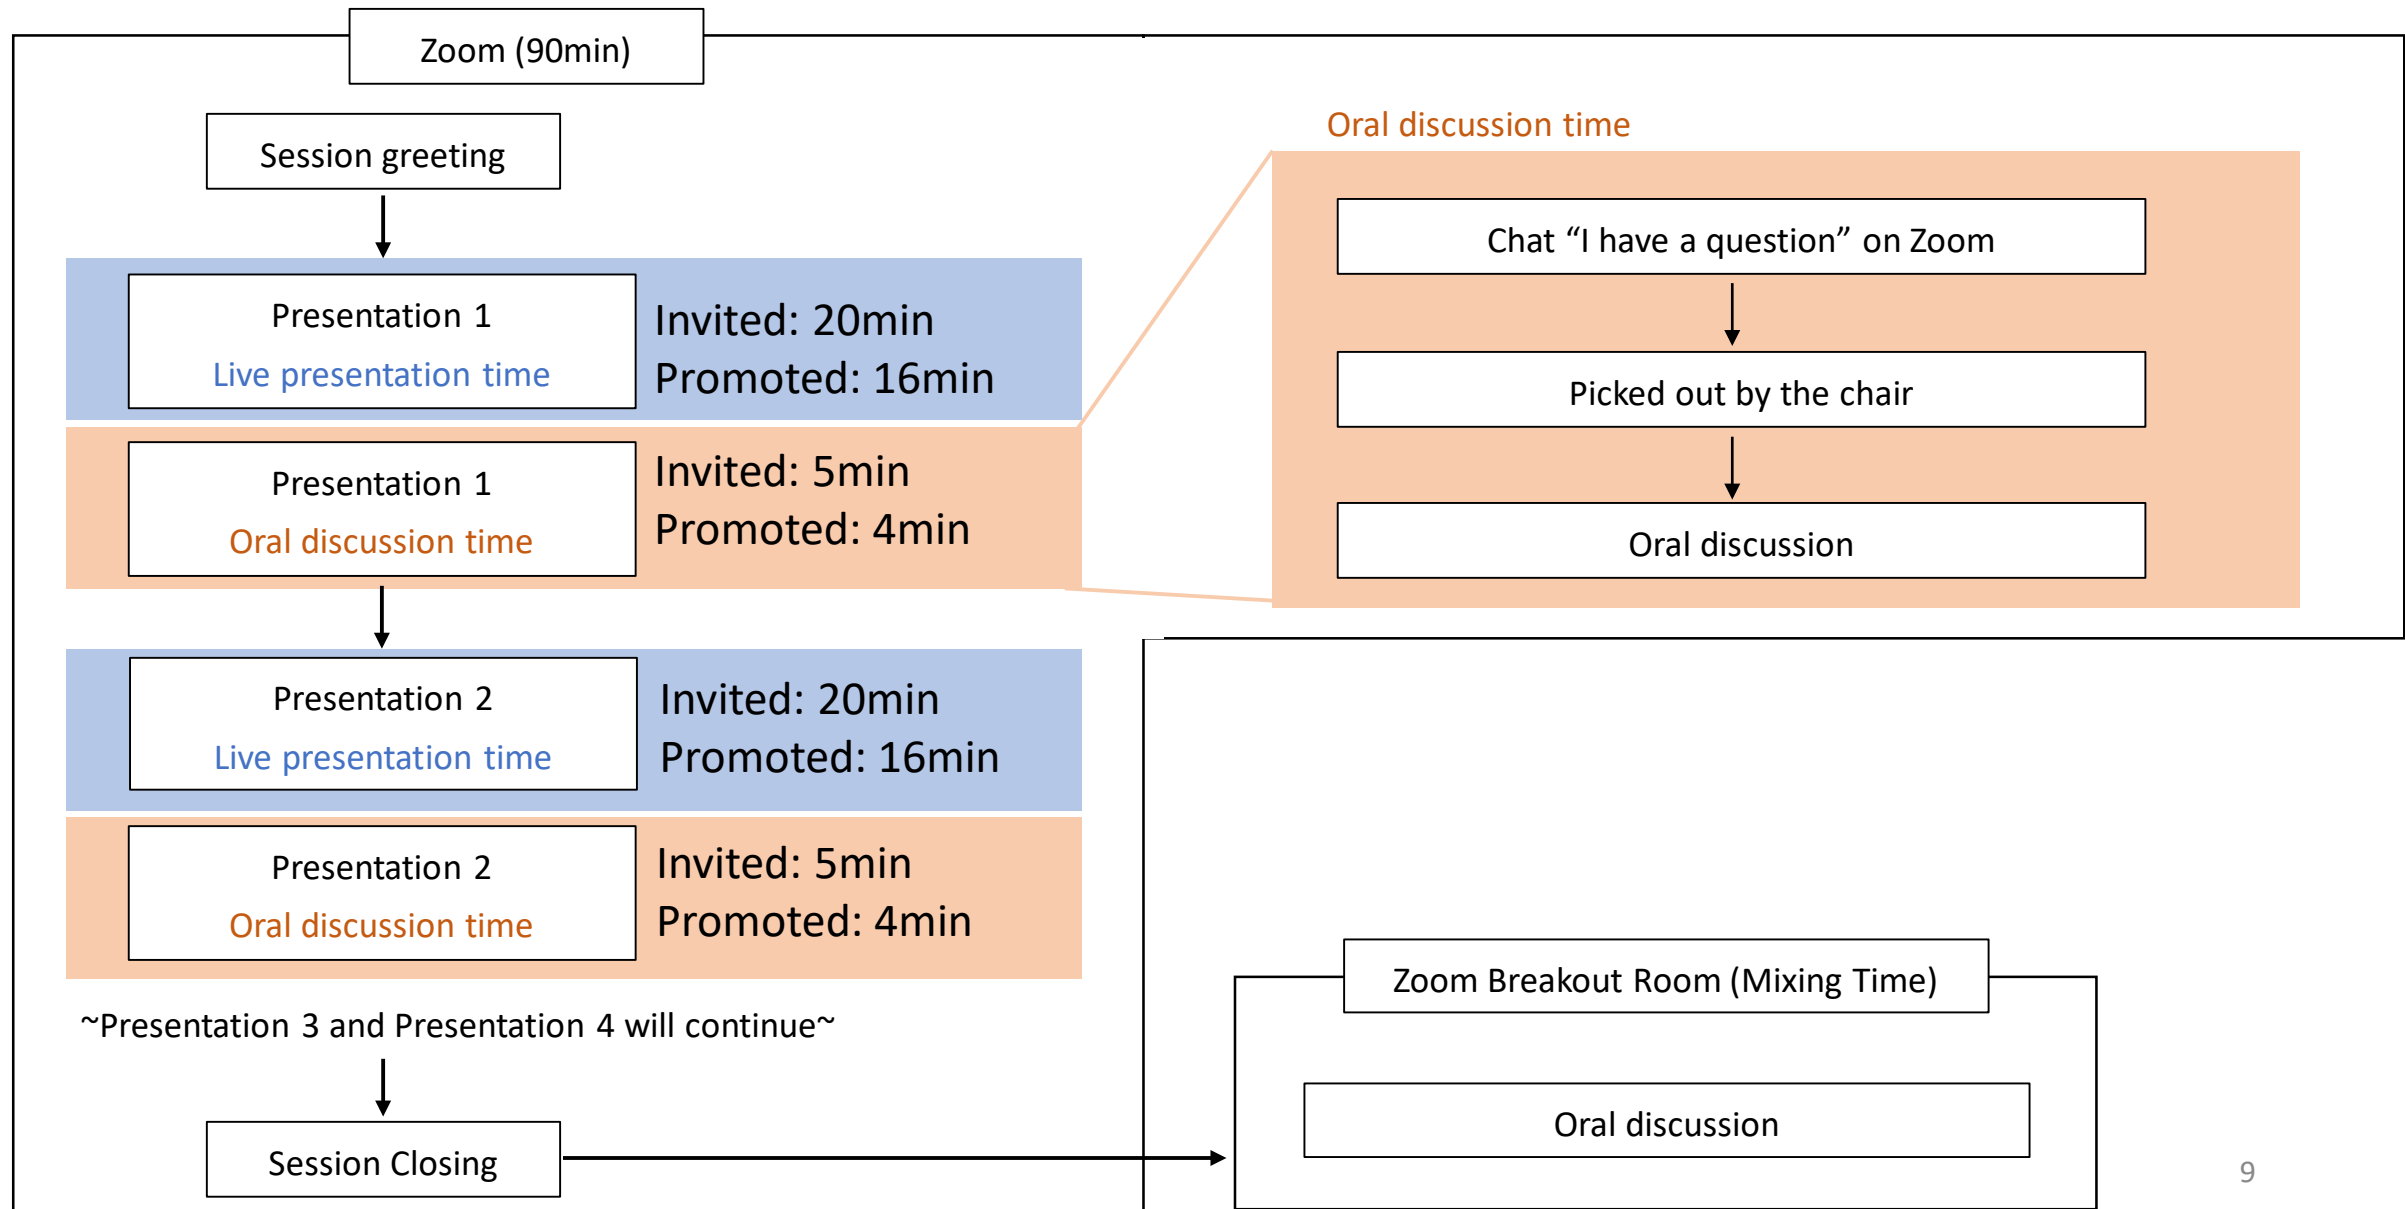 Zoom (90min)
Session greeting
Presentation 1
Live presentation time
Invited: 20min
Promoted: 16min
Presentation 1
Oral discussion time
Invited: 5min
Promoted: 4min
Presentation 2
Live presentation time
Invited: 20min
Promoted: 16min
Presentation 2
Oral discussion time
Invited: 5min
Promoted: 4min
~Presentation 3 and Presentation 4 will continue~
Session Closing
Oral discussion time
Chat “I have a question” on Zoom
Picked out by the chair
Oral discussion
Zoom Breakout Room (Mixing Time)
Oral discussion
9